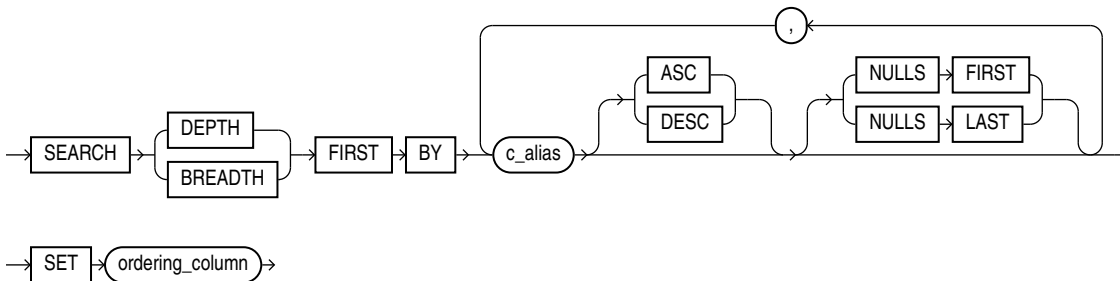 ,
ASC NULLS FIRST
DEPTH DESC NULLS LAST
SEARCH FIRST BY c_alias
BREADTH
SET ordering_column